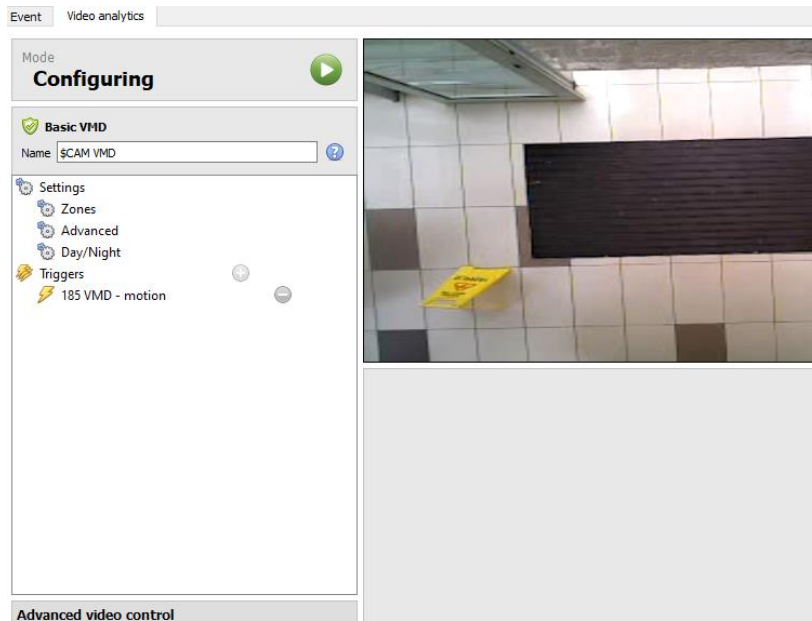 Event Video analytics
Mode
Configuring
Basic VMD
Name $CAM VMD
Settings
Zones
Advanced
Day/Night
Triggers
185 VMD - motion
Advanced video control